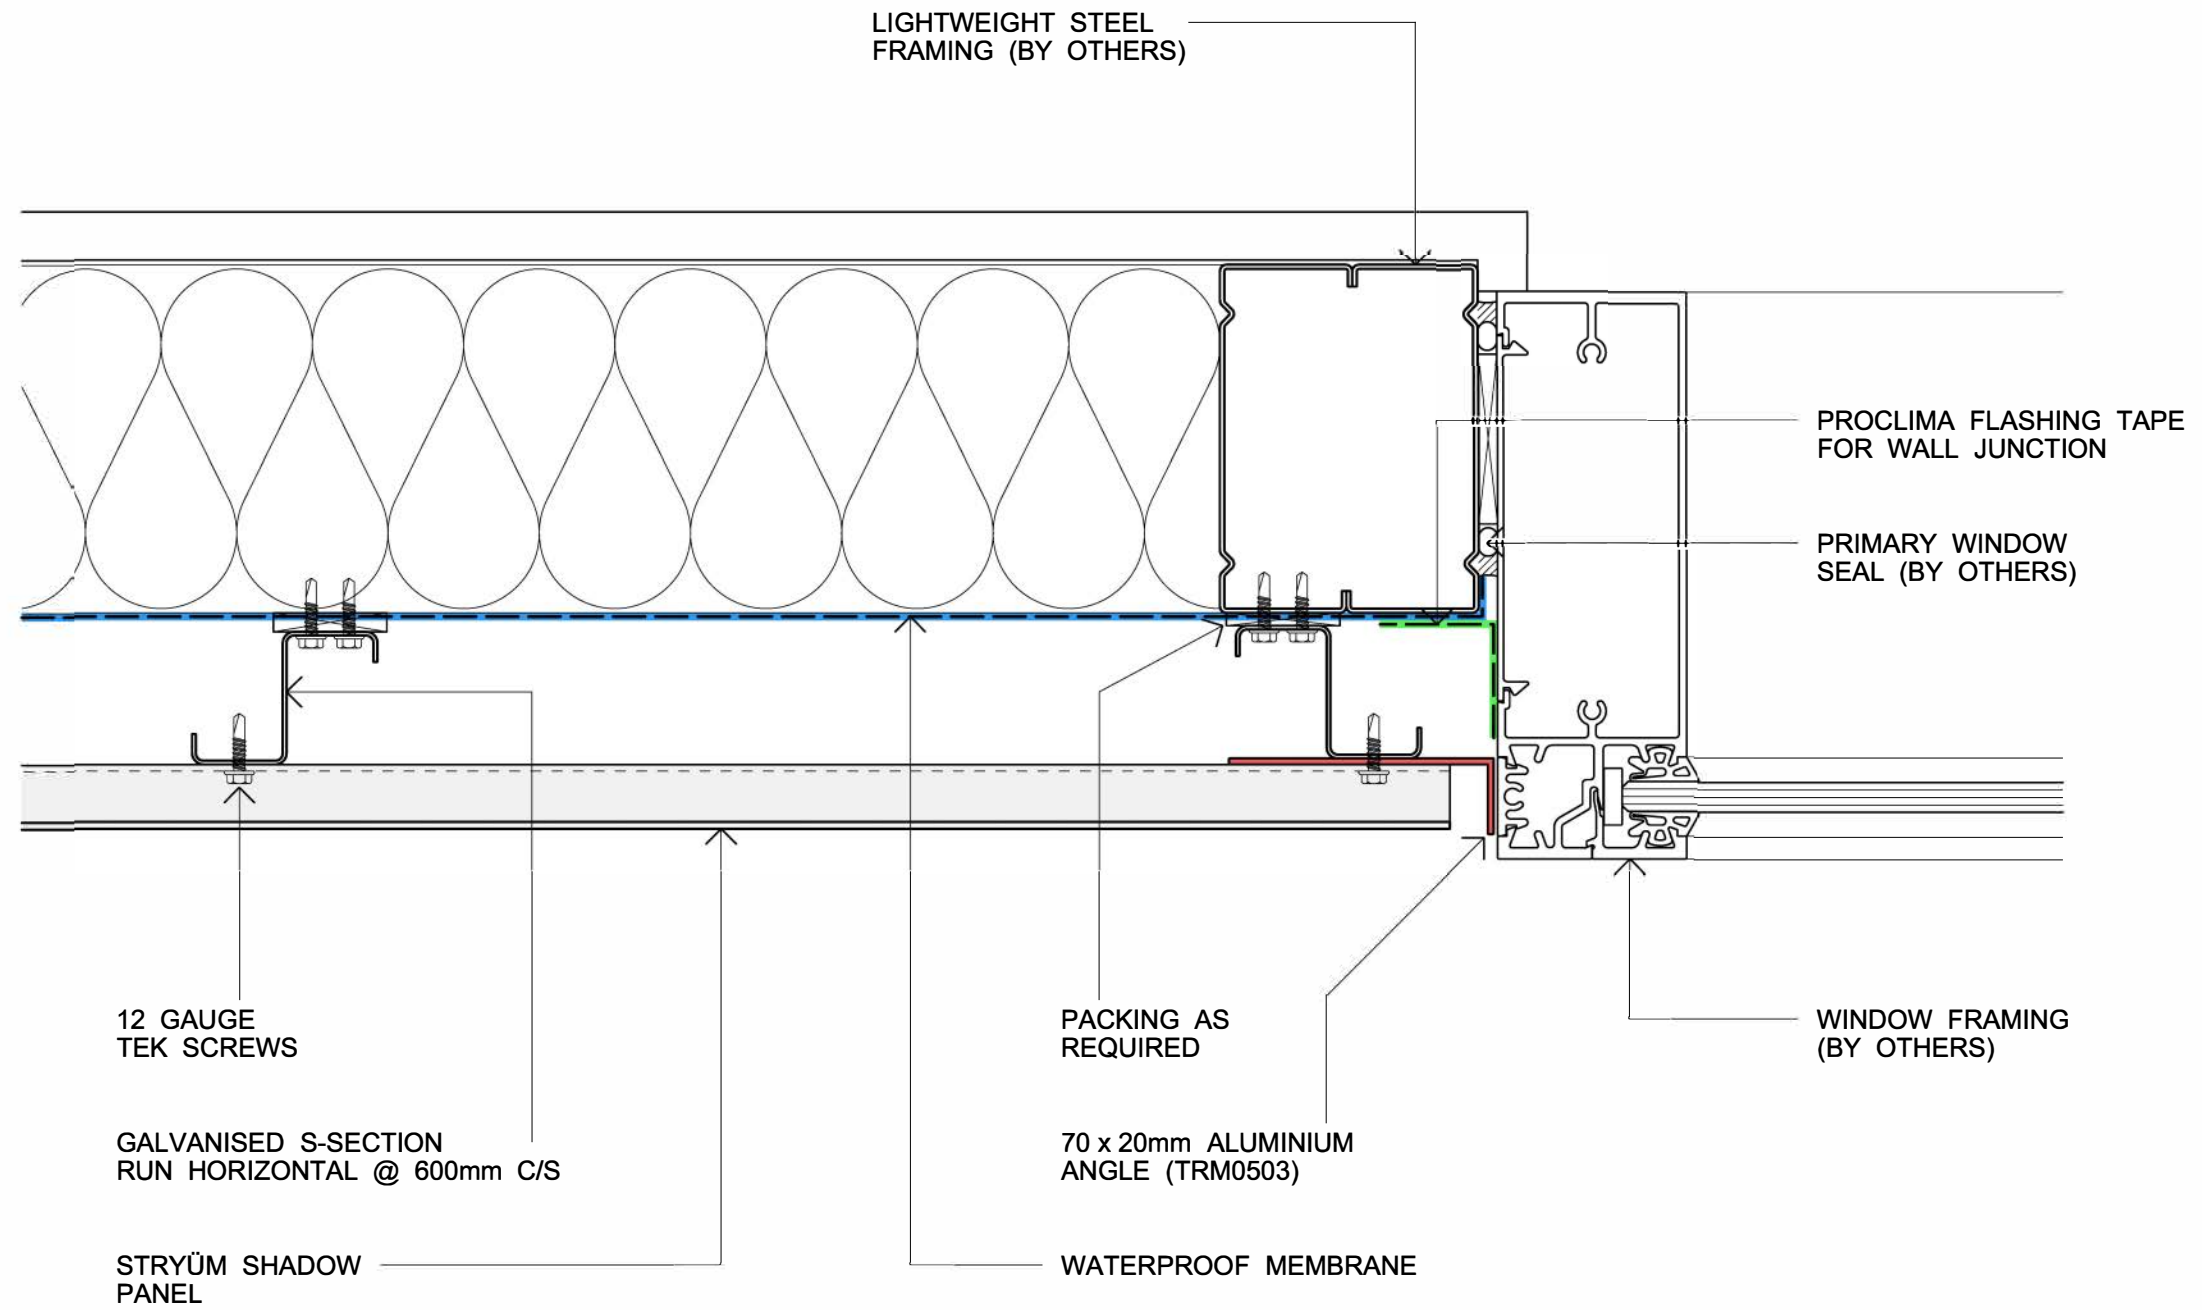 LIGHTWEIGHT STEEL
FRAMING (BY OTHERS)
PROCLIMA FLASHING TAPE
FOR WALL JUNCTION
PRIMARY WINDOW
SEAL (BY OTHERS)
12 GAUGE
TEK SCREWS
PACKING AS
REQUIRED
WINDOW FRAMING
(BY OTHERS)
GALVANISED S-SECTION
RUN HORIZONTAL @ 600mm C/S
70 x 20mm ALUMINIUM
ANGLE (TRM0503)
STRYÜM SHADOW
PANEL
WATERPROOF MEMBRANE